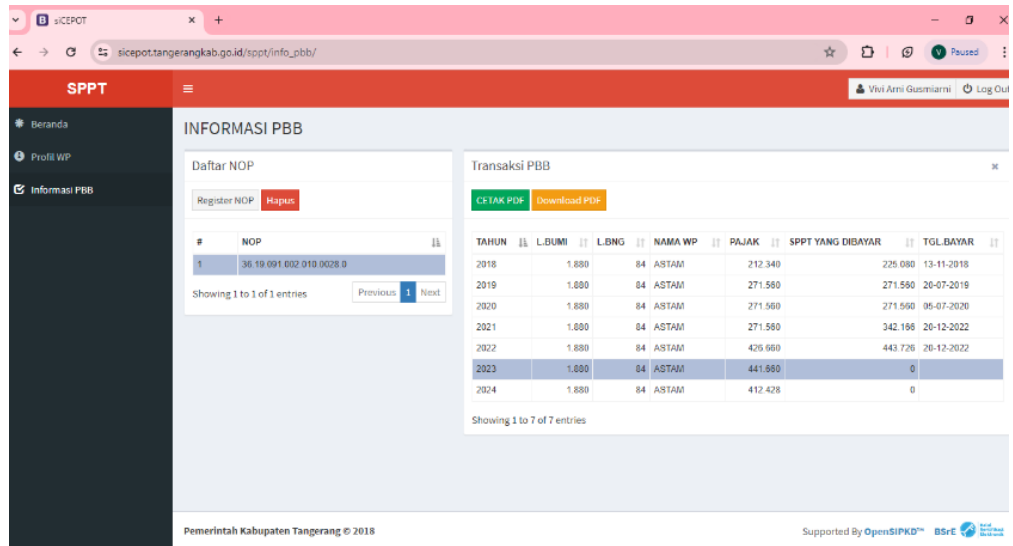 siCEPOT
sicepot.tangerangkab.go.id/sppt/info_pbb/
V Paused
SPPT
Vivi Arni Gusmiarni Log Out
Beranda
Profil WP
Informasi PBB
INFORMASI PBB
Daftar NOP
Register NOP Hapus
# NOP
1 36.19.091.002.010.0028.0
Showing 1 to 1 of 1 entries
Previous 1 Next
Transaksi PBB
CETAK PDF Download PDF
TAHUN L.BUMI L.BNG NAMA WP PAJAK SPPT YANG DIBAYAR TGL.BAYAR
2018 1.880 84 ASTAM 212.340 225.080 13-11-2018
2019 1.880 84 ASTAM 271.560 271.560 20-07-2019
2020 1.880 84 ASTAM 271.560 271.560 05-07-2020
2021 1.880 84 ASTAM 271.560 342.166 20-12-2022
2022 1.880 84 ASTAM 426.660 443.726 20-12-2022
2023 1.880 84 ASTAM 441.660 0
2024 1.880 84 ASTAM 412.428 0
Showing 1 to 7 of 7 entries
Pemerintah Kabupaten Tangerang © 2018
Supported By OpenSIPKD™ BSrE